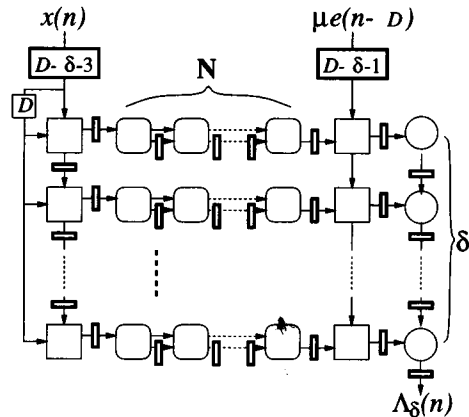 x(n) μe(n- D)
D- δ-3 D- δ-1
N
D
δ
Λδ(n)